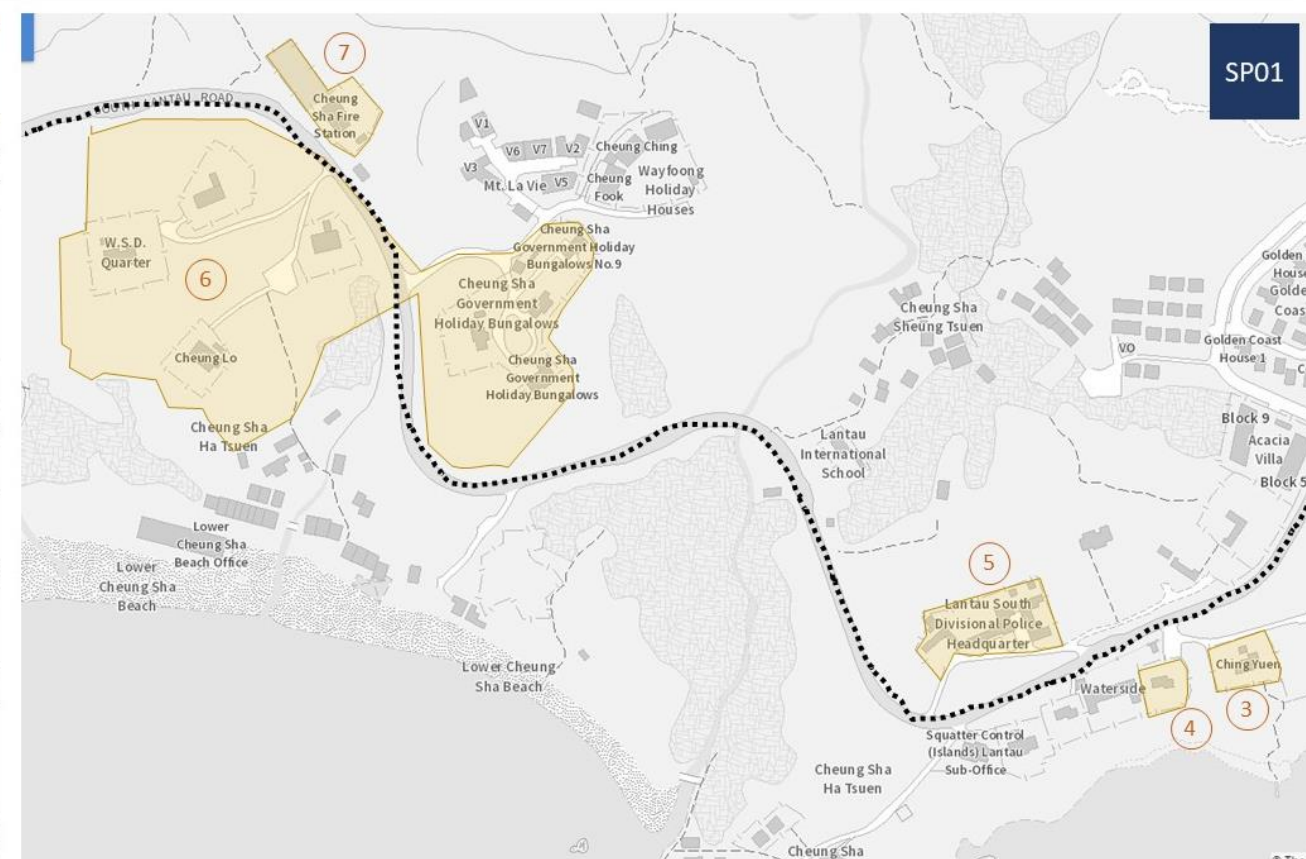 SP01
7
SOUTH LANTAU ROAD
Cheung
Sha Fire
Station
V1
V6
V7
V2
V3
V5
Mt. La Vie
Cheung Ching
Cheung
Fook
Wayfoong
Holiday
Houses
W.S.D.
Quarter
6
Cheung Sha
Government Holiday
Bungalows No.9
Cheung Sha
Government
Holiday Bungalows
Cheung Sha
Government
Holiday Bungalows
Cheung Lo
Cheung Sha
Ha Tsuen
Cheung Sha
Sheung Tsuen
Golden
House
Golde
Coas
VO
Golden Coast
House 1
Block 9
Acacia
Villa
Block 5
Lantau
International
School
Lower
Cheung Sha
Beach Office
Lower
Cheung Sha
Beach
5
Lantau South
Divisional Police
Headquarter
Lower Cheung
Sha Beach
Waterside
Ching Yuen
4
3
Squatter Control
(Islands) Lantau
Sub-Office
Cheung Sha
Ha Tsuen
Cheung Sha